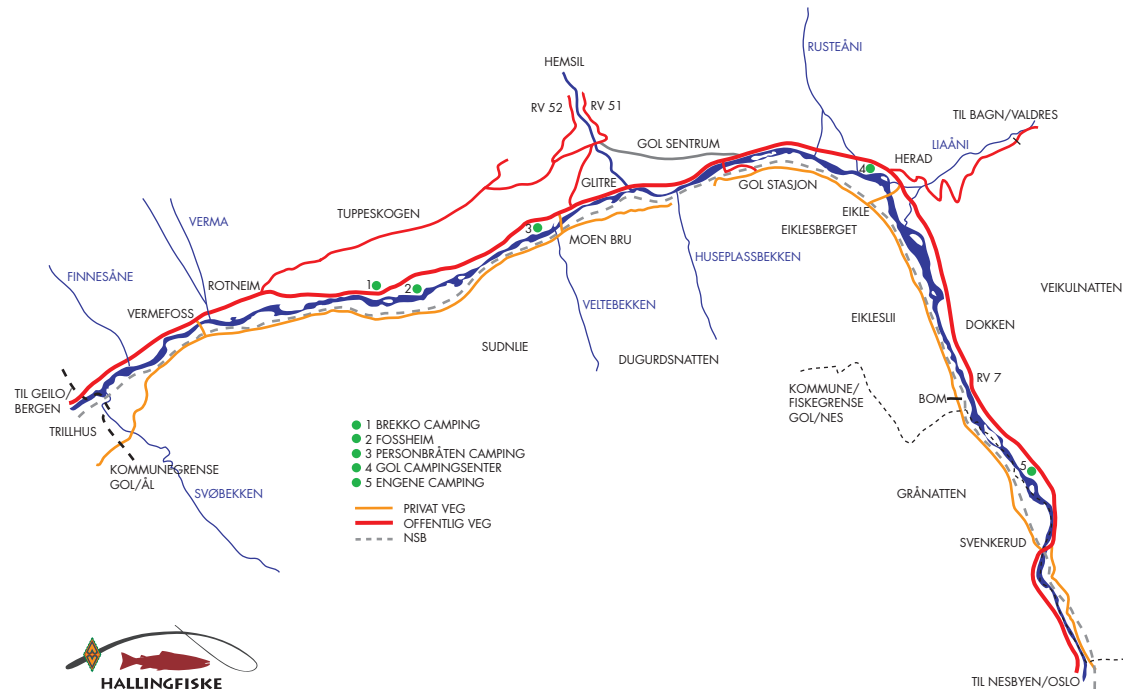 HEMSIL
RUSTEÅNI
RV 52
RV 51
GOL SENTRUM
TIL BAGN/VALDRES
LIAÅNI
HERAD
4
GLITRE
GOL STASJON
TUPPESKOGEN
EIKLE
VERMA
3
MOEN BRU
EIKLESBERGET
HUSEPLASSBEKKEN
FINNESÅNE
ROTNEIM
1
2
VEIKULNATTEN
VERMEFOSS
VELTEBEKKEN
EIKLESLII
DOKKEN
SUDNLIE
DUGURDSNATTEN
RV 7
TIL GEILO/
BERGEN
KOMMUNE/
FISKEGRENSE
GOL/NES
BOM
TRILLHUS
1 BREKKO CAMPING
2 FOSSHEIM
3 PERSONBRÅTEN CAMPING
4 GOL CAMPINGSENTER
5 ENGENE CAMPING
KOMMUNEGRENSE
GOL/ÅL
SVØBEKKEN
5
GRÅNATTEN
PRIVAT VEG
OFFENTLIG VEG
NSB
SVENKERUD
HALLINGFISKE
TIL NESBYEN/OSLO